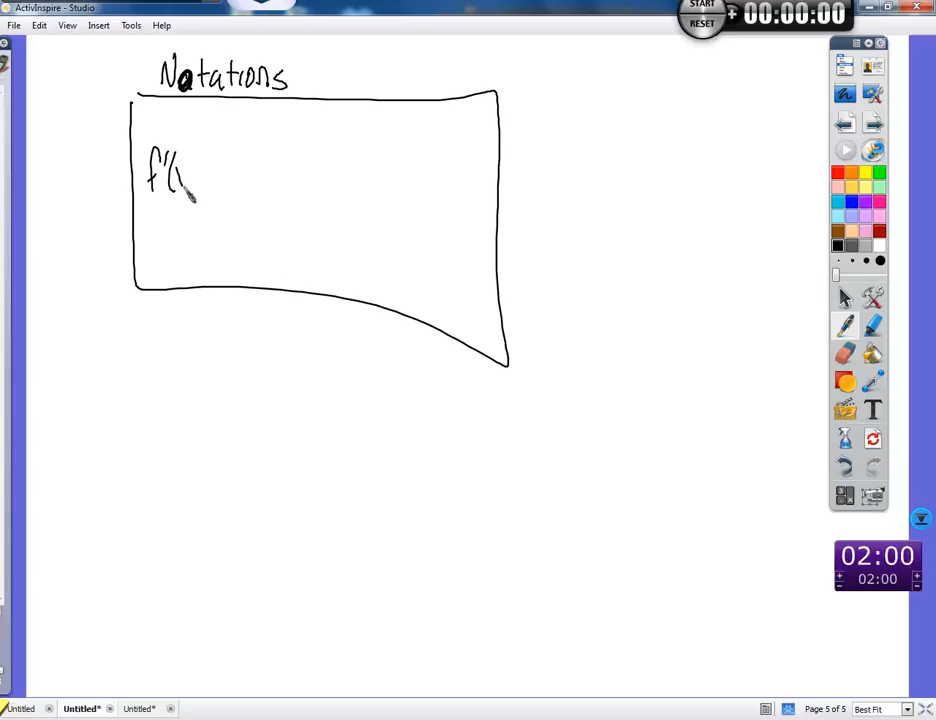 ActivInspire - Studio
START
RESET
00:00:00
File Edit View Insert Tools Help
Notations
f"(
02:00
02:00
Untitled Untitled* Untitled* Page 5 of 5 Best Fit